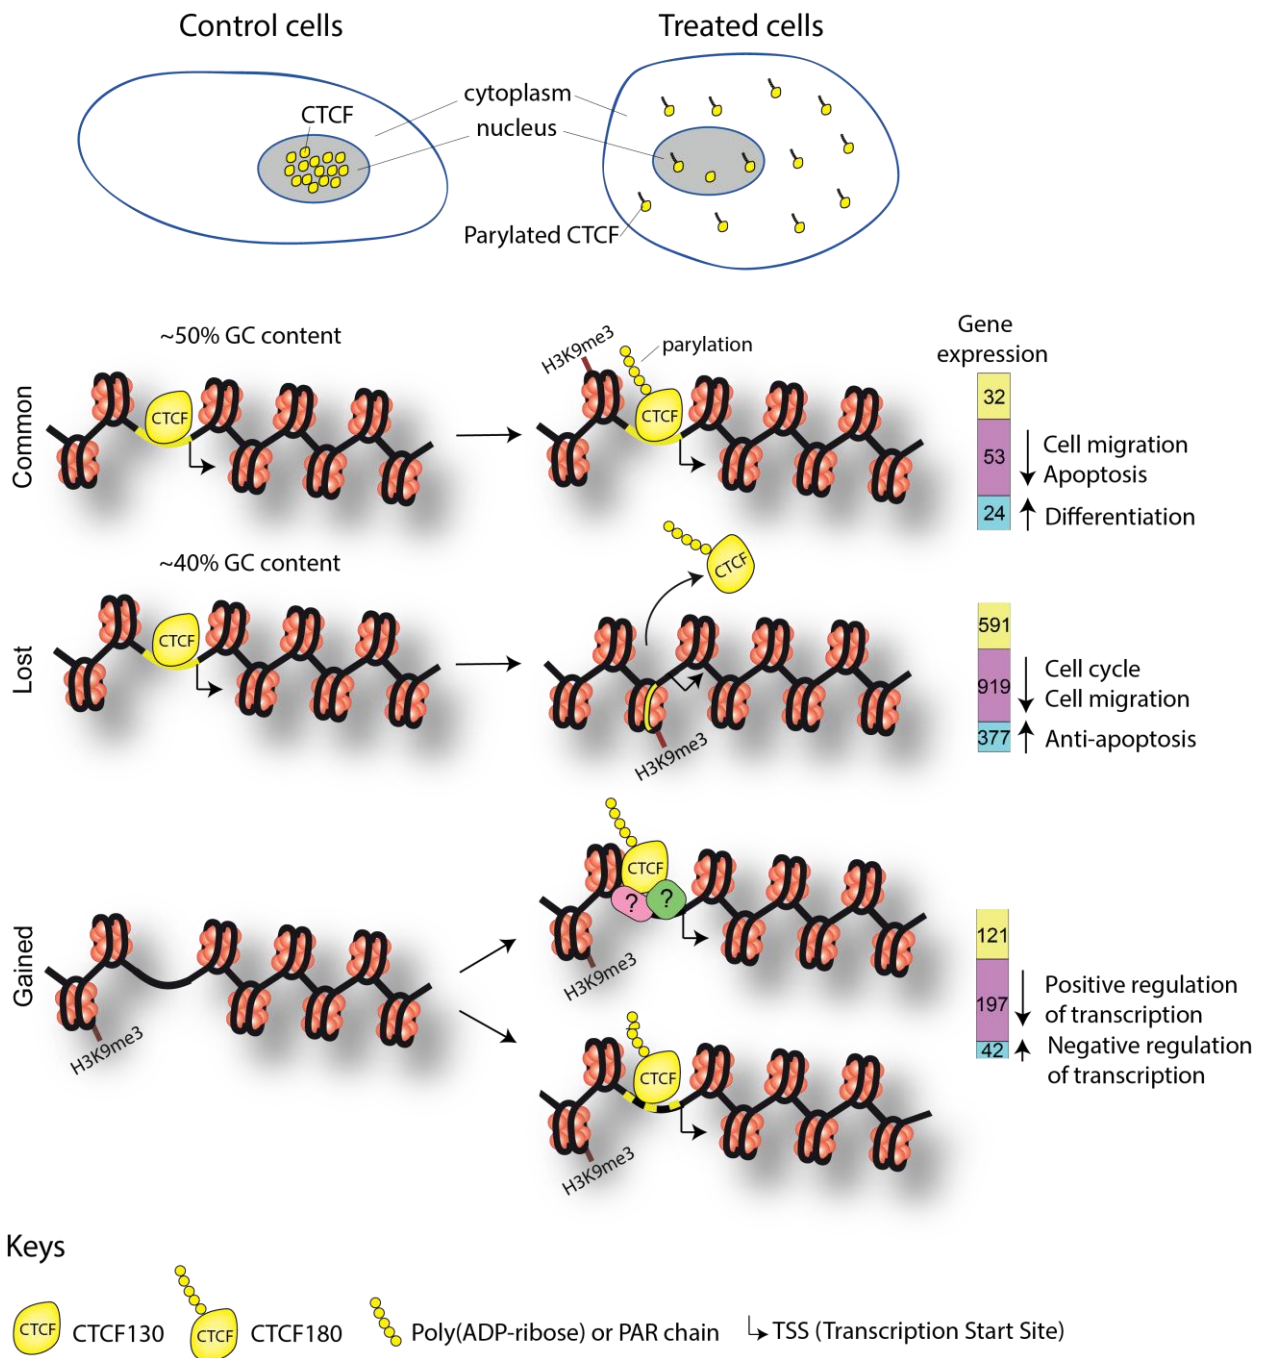 Control cells
Treated cells
CTCF
cytoplasm
nucleus
Parylated CTCF
~50% GC content
Gene
expression
Common
CTCF
H3K9me3
parylation
CTCF
32
53
24
Cell migration
Apoptosis
Differentiation
~40% GC content
Lost
CTCF
CTCF
H3K9me3
591
919
377
Cell cycle
Cell migration
Anti-apoptosis
Gained
H3K9me3
CTCF
?
?
H3K9me3
CTCF
H3K9me3
121
197
42
Positive regulation
of transcription
Negative regulation
of transcription
Keys
CTCF
CTCF130
CTCF
CTCF180
Poly(ADP-ribose) or PAR chain
TSS (Transcription Start Site)